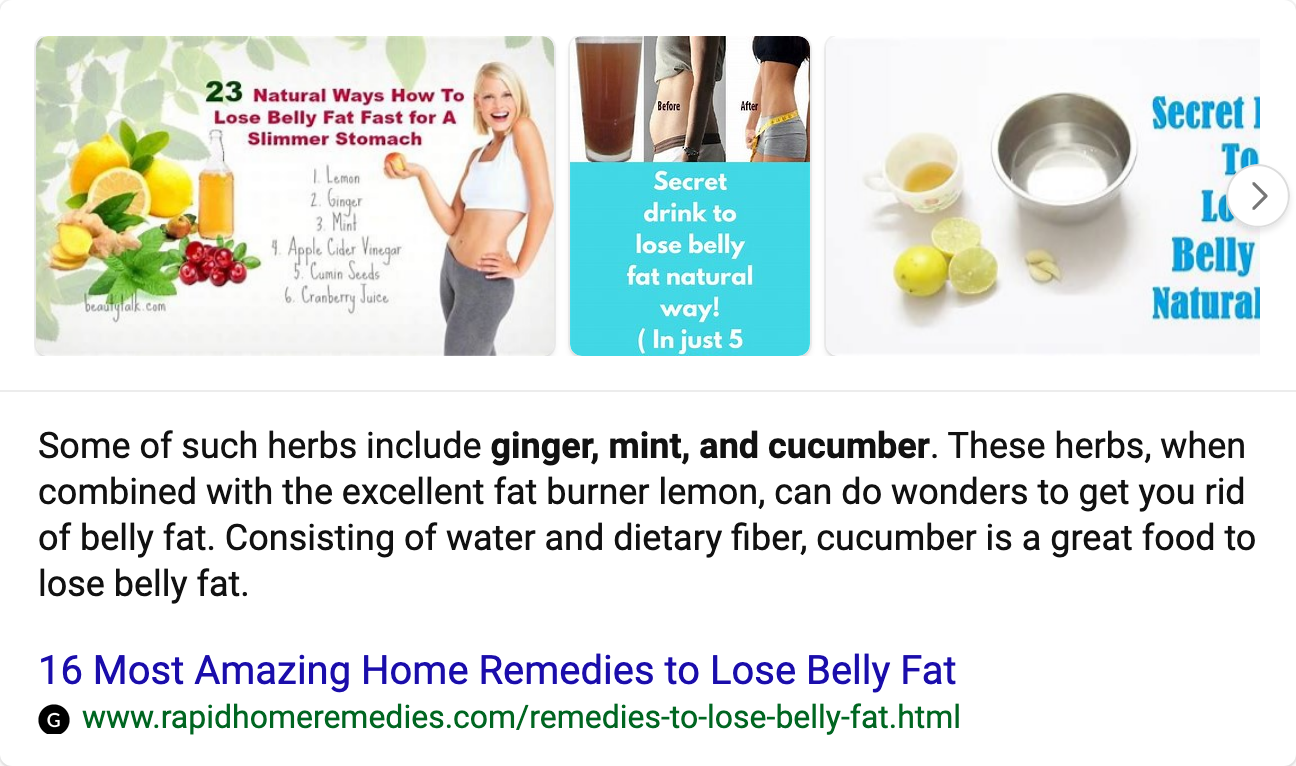 23 Natural Ways How To
Lose Belly Fat Fast for A
Slimmer Stomach
1. Lemon
2. Ginger
3. Mint
4. Apple Cider Vinegar
5. Cumin Seeds
6. Cranberry Juice
beautytalk.com
Before
After
Secret
drink to
lose belly
fat natural
way!
( In just 5
Secret
To
Belly
Natural
Some of such herbs include ginger, mint, and cucumber. These herbs, when
combined with the excellent fat burner lemon, can do wonders to get you rid
of belly fat. Consisting of water and dietary fiber, cucumber is a great food to
lose belly fat.
16 Most Amazing Home Remedies to Lose Belly Fat
G www.rapidhomeremedies.com/remedies-to-lose-belly-fat.html